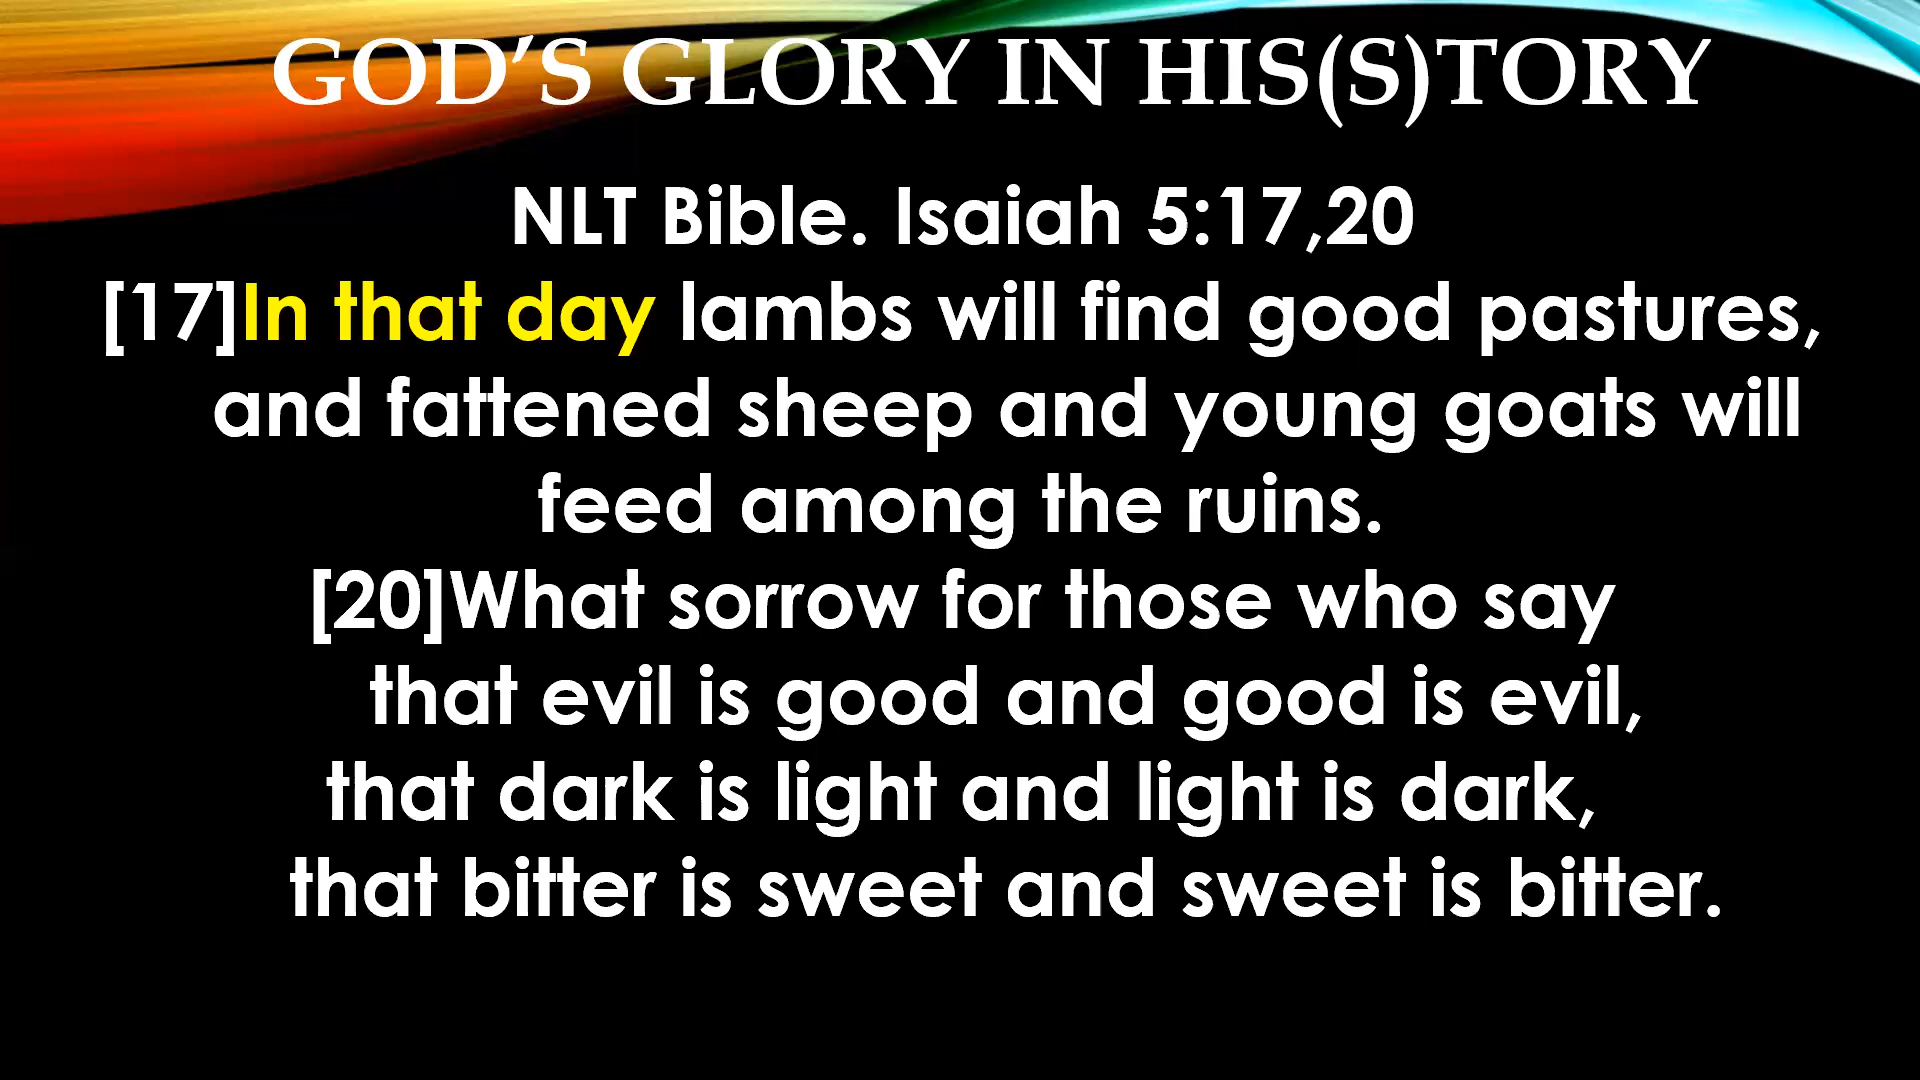 GOD’S GLORY IN HIS(S)TORY
NLT Bible. Isaiah 5:17,20
[17]In that day lambs will find good pastures,
and fattened sheep and young goats will
feed among the ruins.
[20]What sorrow for those who say
that evil is good and good is evil,
that dark is light and light is dark,
that bitter is sweet and sweet is bitter.